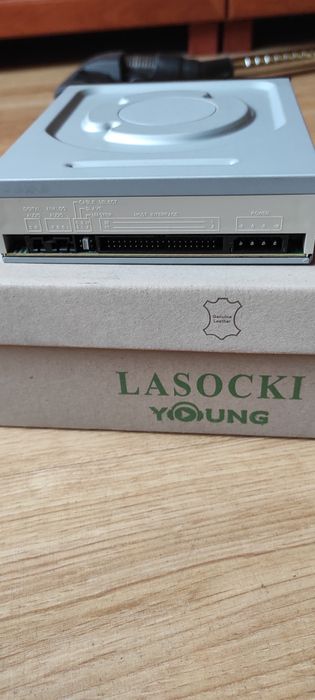 DIGITAL ANALOG
AUDIO AUDIO
CABLE SELECT
SLAVE
MASTER
HOST INTERFACE
POWER
Genuine
Leather
LASOCKI
YOUNG